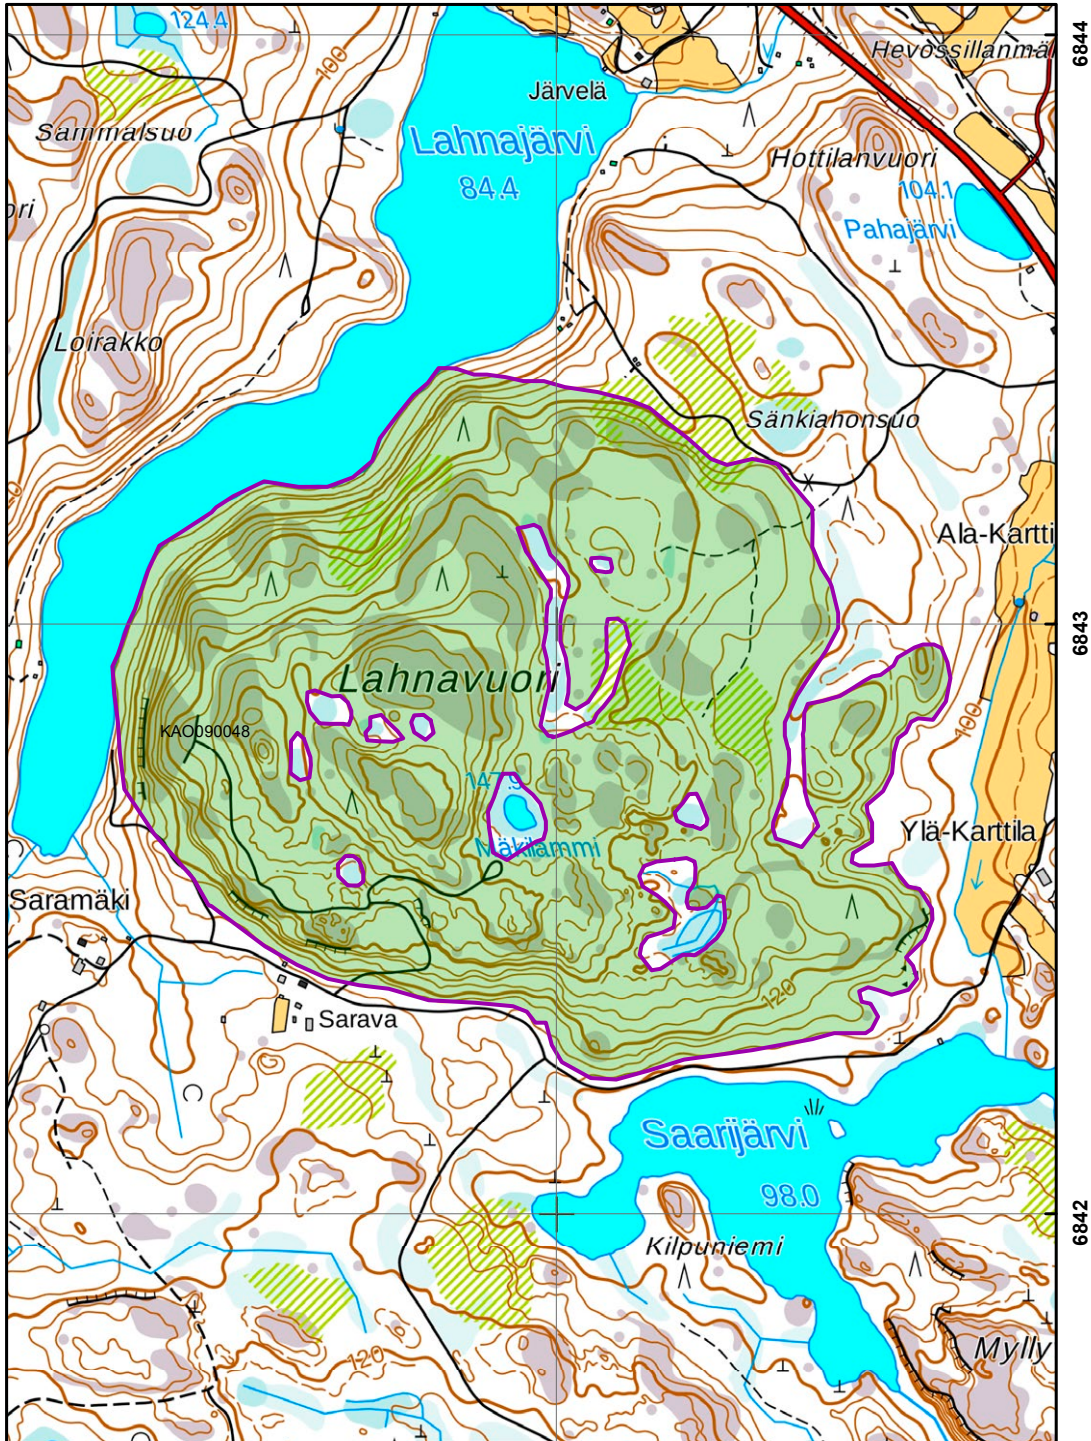 124.4
6844
Hevossillanmä
100
Järvelä
Sammalsuo
Lahnajärvi
84.4
Hottilanvuori
104.1
ori
Pahajärvi
Loirakko
Sänkiahonsuo
Ala-Kartti
6843
Lahnavuori
100
KAO090048
147.9
Ylä-Karttila
Mäkilammi
Saramäki
120
Sarava
Saarijärvi
98.0
6842
Kilpuniemi
Mylly
120